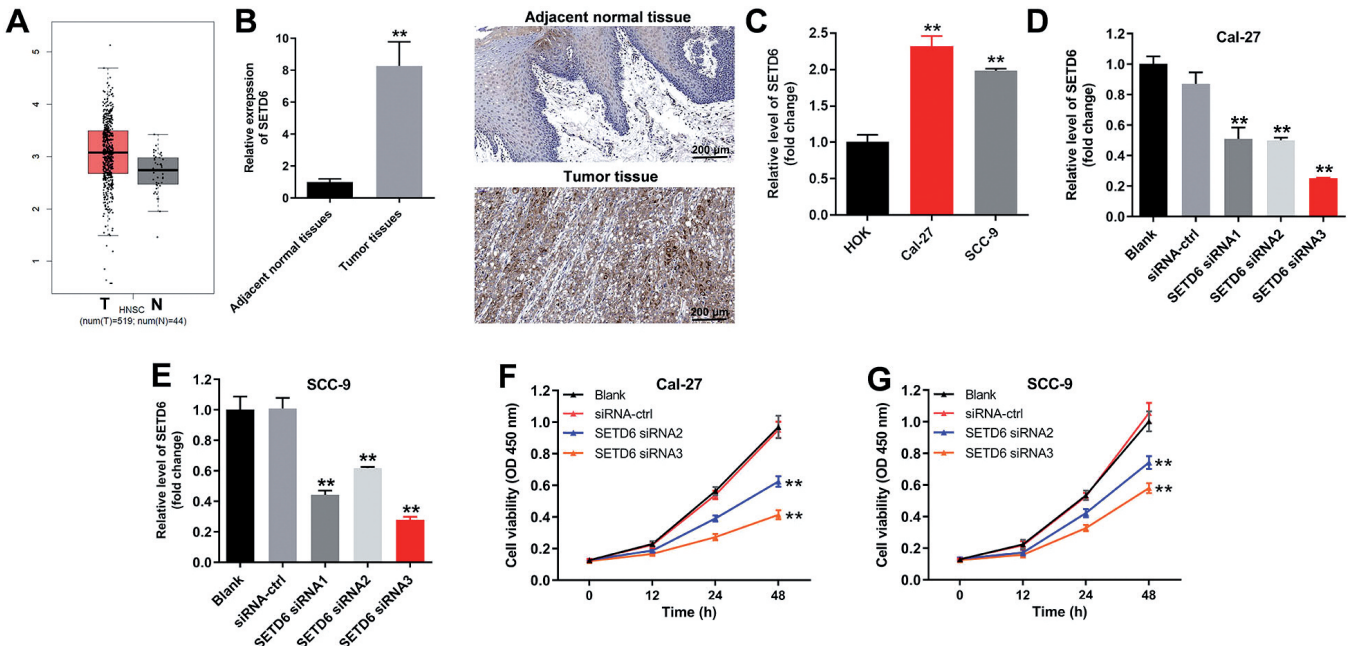 A
5
4
3
2
1
T
N
HNSC
(num(T)=519; num(N)=44)
B
Relative exrepssion
of SETD6
10
8
6
4
2
0
**
Adjacent normal tissues
Tumor tissues
Adjacent normal tissue
200 μm
Tumor tissue
200 μm
C
Relative level of SETD6
(fold change)
2.5
2.0
1.5
1.0
0.5
0.0
**
**
HOK
Cal-27
SCC-9
D
Cal-27
Relative level of SETD6
(fold change)
1.2
1.0
0.8
0.6
0.4
0.2
0.0
**
**
**
Blank
siRNA-ctrl
SETD6 siRNA1
SETD6 siRNA2
SETD6 siRNA3
E
SCC-9
Relative level of SETD6
(fold change)
1.2
1.0
0.8
0.6
0.4
0.2
0.0
**
**
**
Blank
siRNA-ctrl
SETD6 siRNA1
SETD6 siRNA2
SETD6 siRNA3
F
Cal-27
Cell viability (OD 450 nm)
1.2
1.0
0.8
0.6
0.4
0.2
0.0
Blank
siRNA-ctrl
SETD6 siRNA2
SETD6 siRNA3
**
**
0
12
24
48
Time (h)
G
SCC-9
Cell viability (OD 450 nm)
1.2
1.0
0.8
0.6
0.4
0.2
0.0
Blank
siRNA-ctrl
SETD6 siRNA2
SETD6 siRNA3
**
**
0
12
24
48
Time (h)